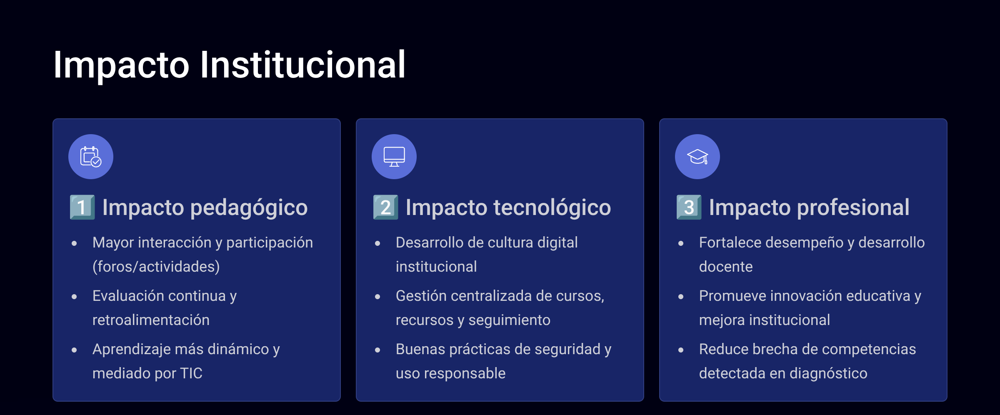 Impacto Institucional
1 Impacto pedagógico
• Mayor interacción y participación
(foros/actividades)
• Evaluación continua y
retroalimentación
• Aprendizaje más dinámico y
mediado por TIC
2 Impacto tecnológico
• Desarrollo de cultura digital
institucional
• Gestión centralizada de cursos,
recursos y seguimiento
• Buenas prácticas de seguridad y
uso responsable
3 Impacto profesional
• Fortalece desempeño y desarrollo
docente
• Promueve innovación educativa y
mejora institucional
• Reduce brecha de competencias
detectada en diagnóstico